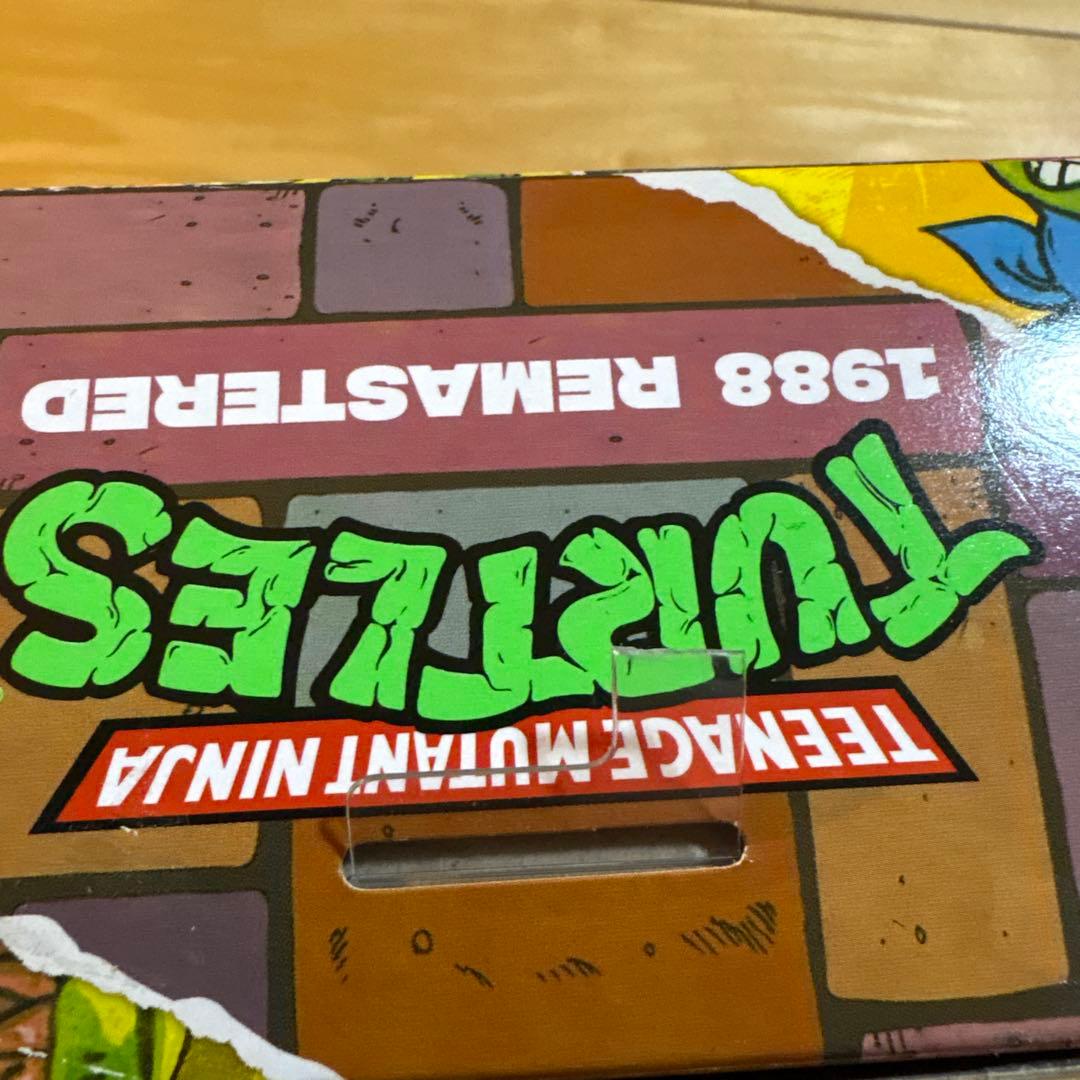 TEENAGE MUTANT NINJA
TURTLES
1988 REMASTERED